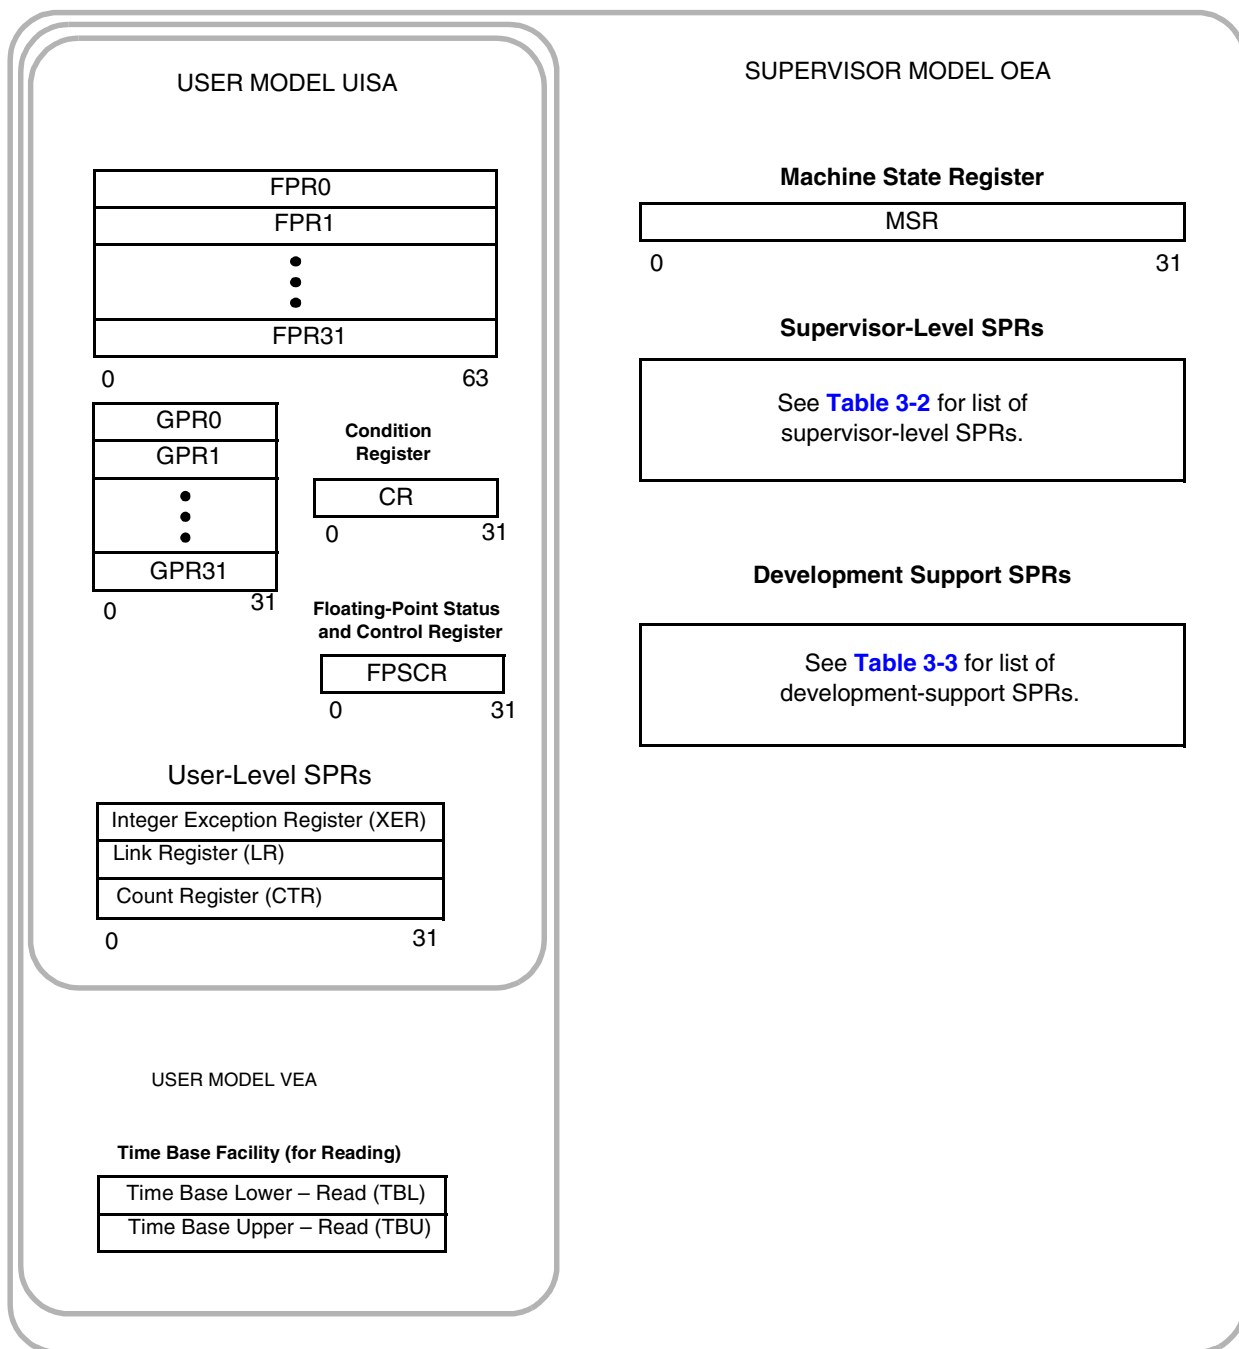 USER MODEL UISA
FPR0
FPR1
FPR31
0 63
GPR0
GPR1
GPR31
0 31
Condition
Register
CR
0 31
Floating-Point Status
and Control Register
FPSCR
0 31
User-Level SPRs
Integer Exception Register (XER)
Link Register (LR)
Count Register (CTR)
0 31
USER MODEL VEA
Time Base Facility (for Reading)
Time Base Lower – Read (TBL)
Time Base Upper – Read (TBU)
SUPERVISOR MODEL OEA
Machine State Register
MSR
0 31
Supervisor-Level SPRs
See Table 3-2 for list of
supervisor-level SPRs.
Development Support SPRs
See Table 3-3 for list of
development-support SPRs.